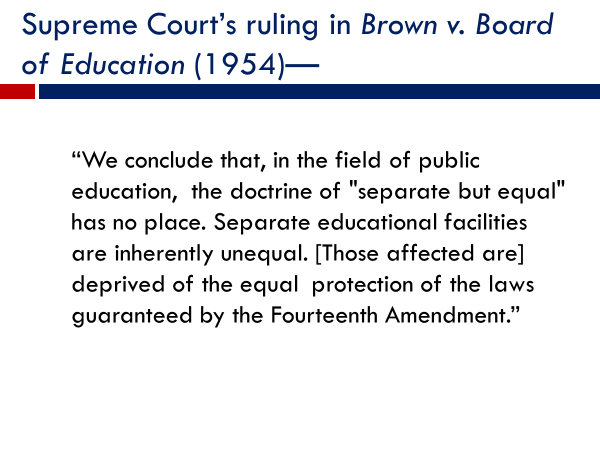 Supreme Court’s ruling in Brown v. Board
of Education (1954)—
“We conclude that, in the field of public
education,  the doctrine of "separate but equal"
has no place. Separate educational facilities
are inherently unequal. [Those affected are]
deprived of the equal  protection of the laws
guaranteed by the Fourteenth Amendment.”